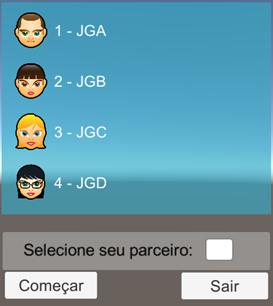 1 - JGA
2 - JGB
3 - JGC
4 - JGD
Selecione seu parceiro:
Começar Sair